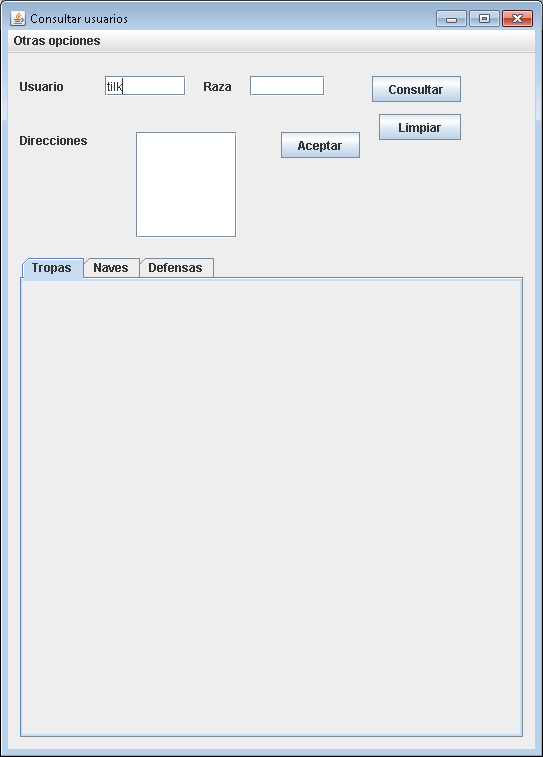 Consultar usuarios
Otras opciones
Usuario tilk Raza Consultar
Limpiar
Direcciones Aceptar
Tropas Naves Defensas